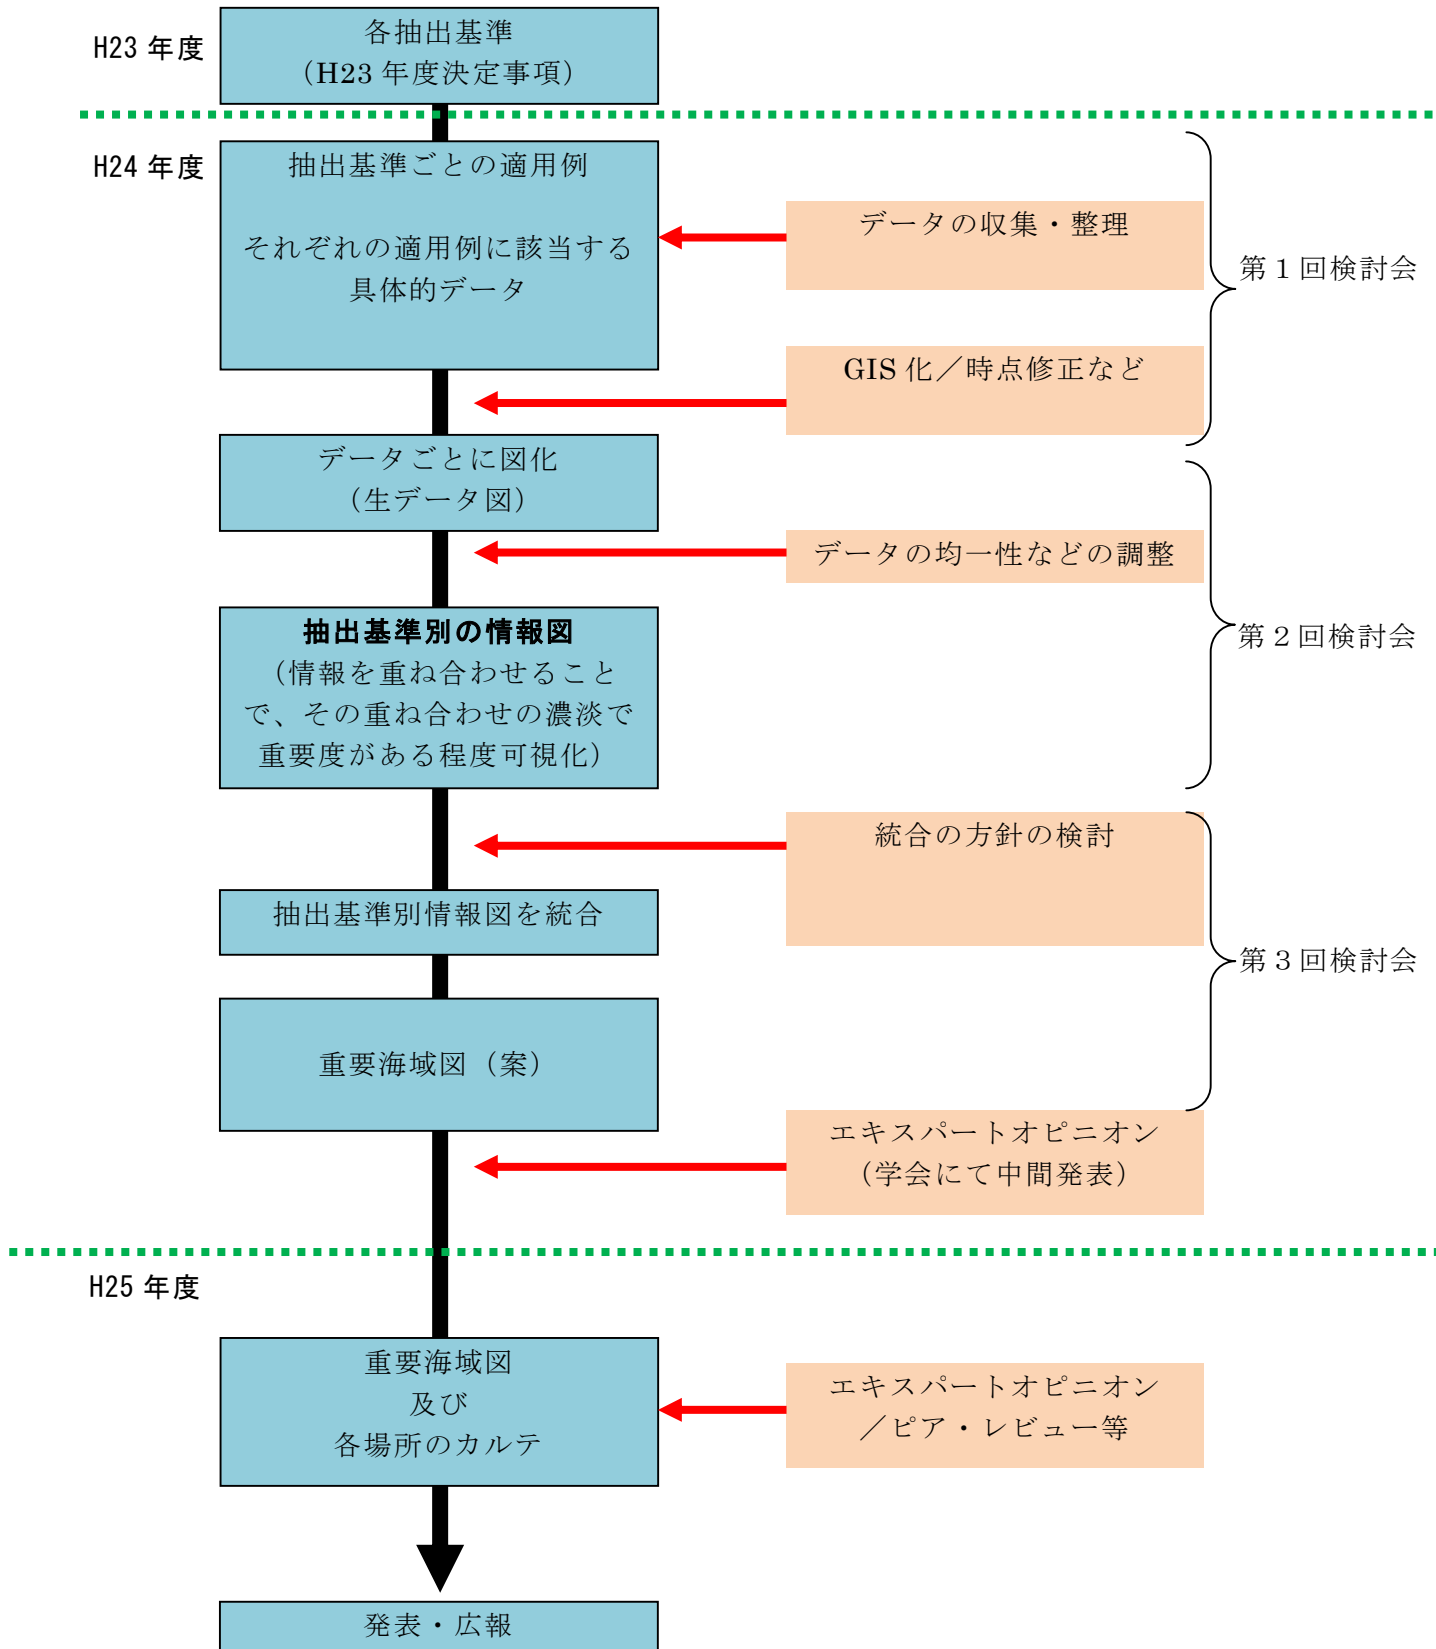 H23 年度
各抽出基準
（H23 年度決定事項）
H24 年度
抽出基準ごとの適用例
それぞれの適用例に該当する
具体的データ
データの収集・整理
GIS 化／時点修正など
第１回検討会
データごとに図化
（生データ図）
データの均一性などの調整
抽出基準別の情報図
（情報を重ね合わせること
で、その重ね合わせの濃淡で
重要度がある程度可視化）
第２回検討会
統合の方針の検討
抽出基準別情報図を統合
重要海域図（案）
第３回検討会
エキスパートオピニオン
（学会にて中間発表）
H25 年度
重要海域図
及び
各場所のカルテ
エキスパートオピニオン
／ピア・レビュー等
発表・広報